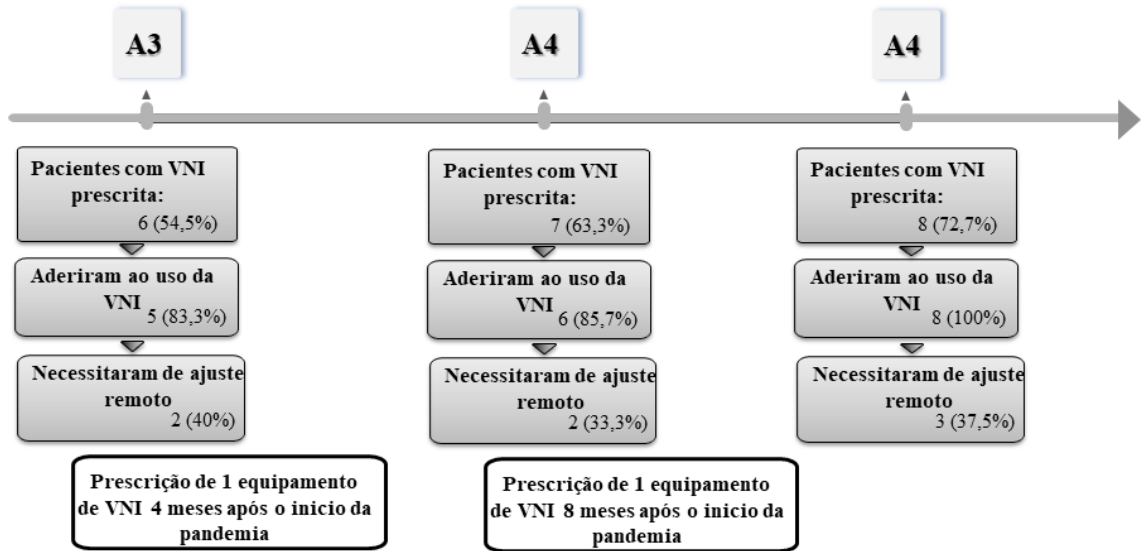 A3
A4
A4
Pacientes com VNI
prescrita:
6 (54,5%)
Aderiram ao uso da
VNI
5 (83,3%)
Necessitaram de ajuste
remoto
2 (40%)
Pacientes com VNI
prescrita:
7 (63,3%)
Aderiram ao uso da
VNI
6 (85,7%)
Necessitaram de ajuste
remoto
2 (33,3%)
Pacientes com VNI
prescrita:
8 (72,7%)
Aderiram ao uso da
VNI
8 (100%)
Necessitaram de ajuste
remoto
3 (37,5%)
Prescrição de 1 equipamento
de VNI 4 meses após o inicio da
pandemia
Prescrição de 1 equipamento
de VNI 8 meses após o inicio da
pandemia